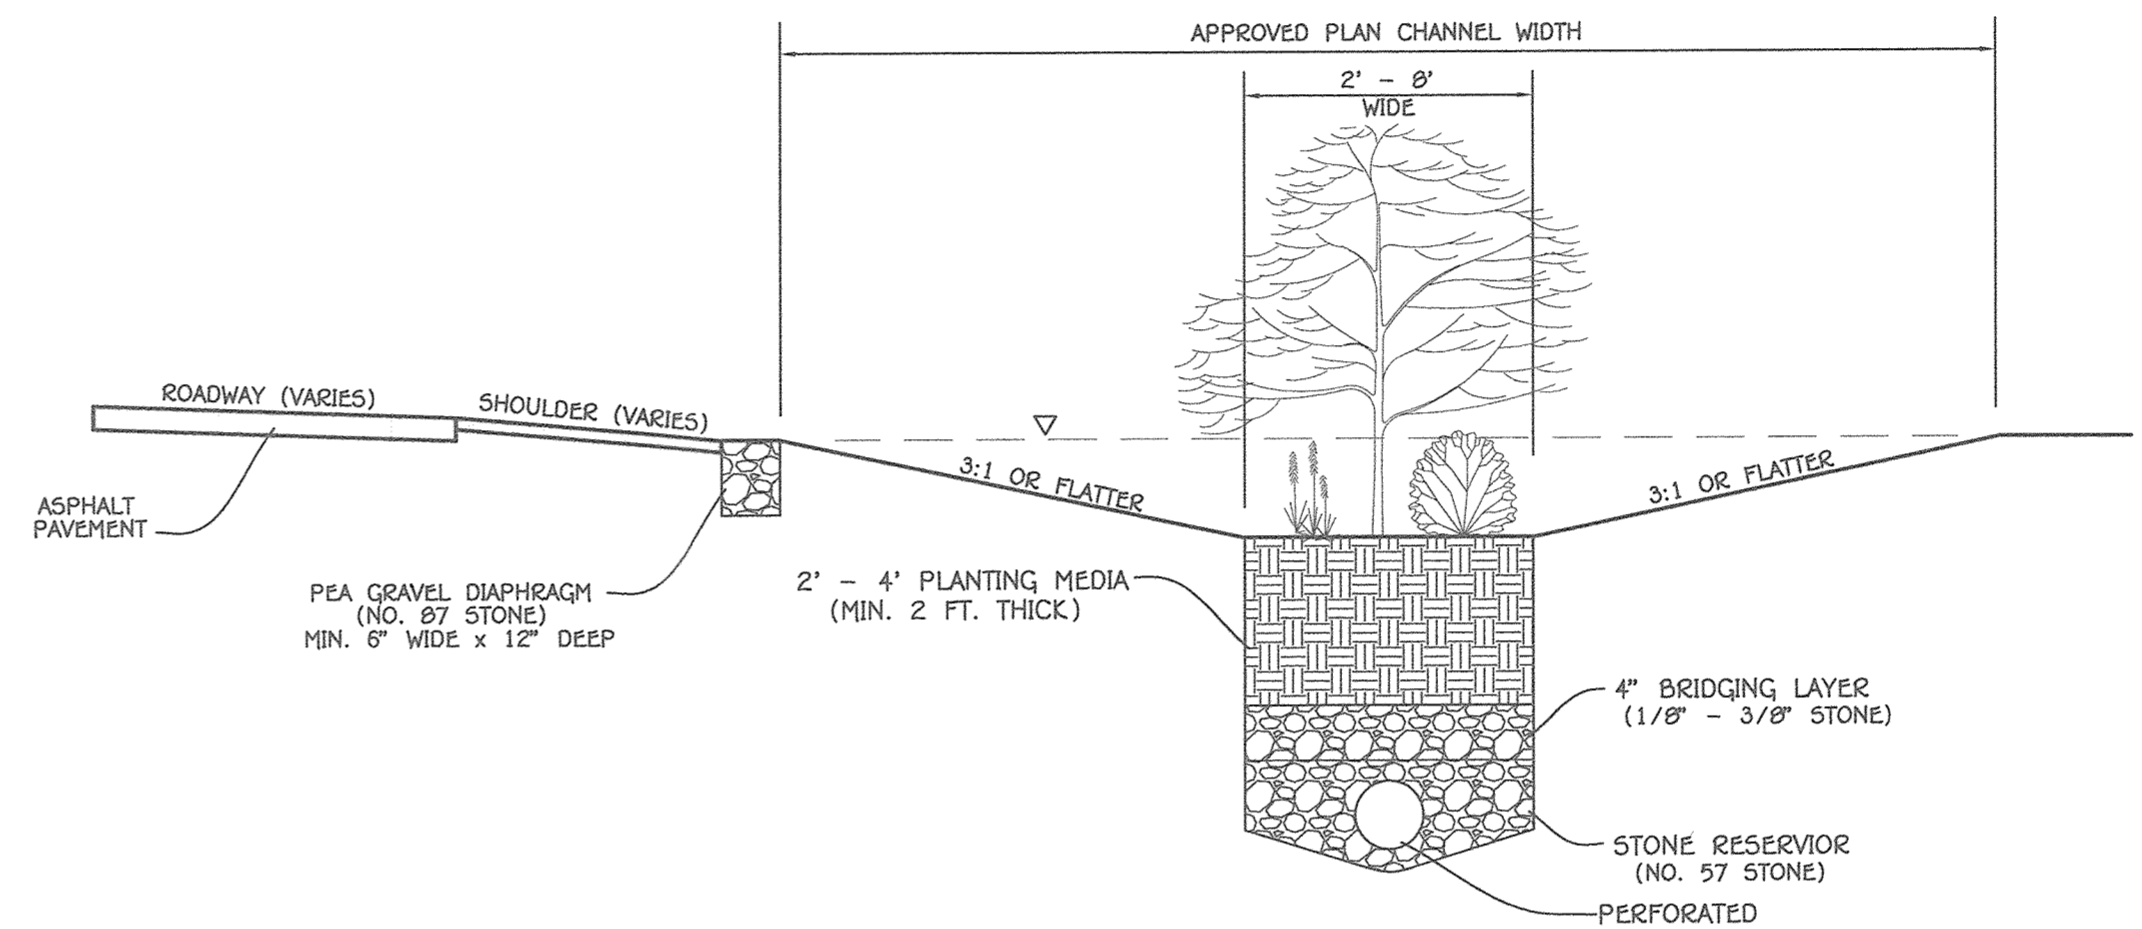 APPROVED PLAN CHANNEL WIDTH
2' - 8'
WIDE
ROADWAY (VARIES)
SHOULDER (VARIES)
3:1 OR FLATTER
3:1 OR FLATTER
ASPHALT
PAVEMENT
PEA GRAVEL DIAPHRAGM
(NO. 87 STONE)
MIN. 6" WIDE x 12" DEEP
2' - 4' PLANTING MEDIA
(MIN. 2 FT. THICK)
4" BRIDGING LAYER
(1/8" - 3/8" STONE)
STONE RESERVIOR
(NO. 57 STONE)
PERFORATED